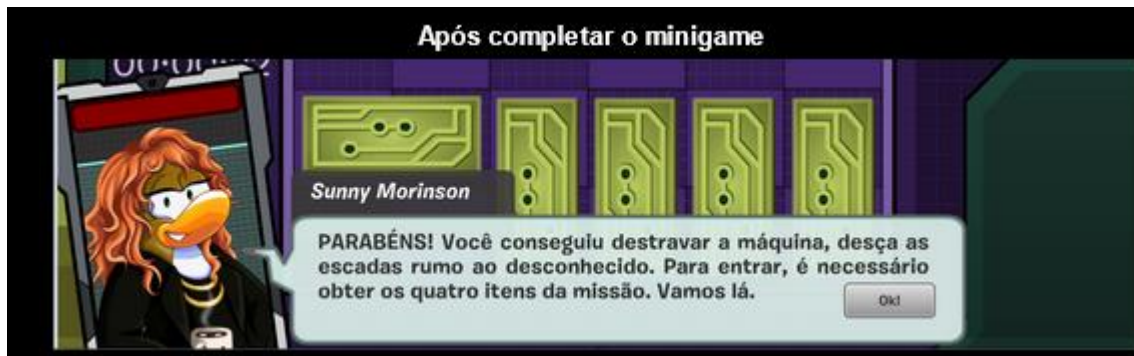 Após completar o minigame
Sunny Morinson
PARABÉNS! Você conseguiu destravar a máquina, desça as
escadas rumo ao desconhecido. Para entrar, é necessário
obter os quatro itens da missão. Vamos lá.
Ok!